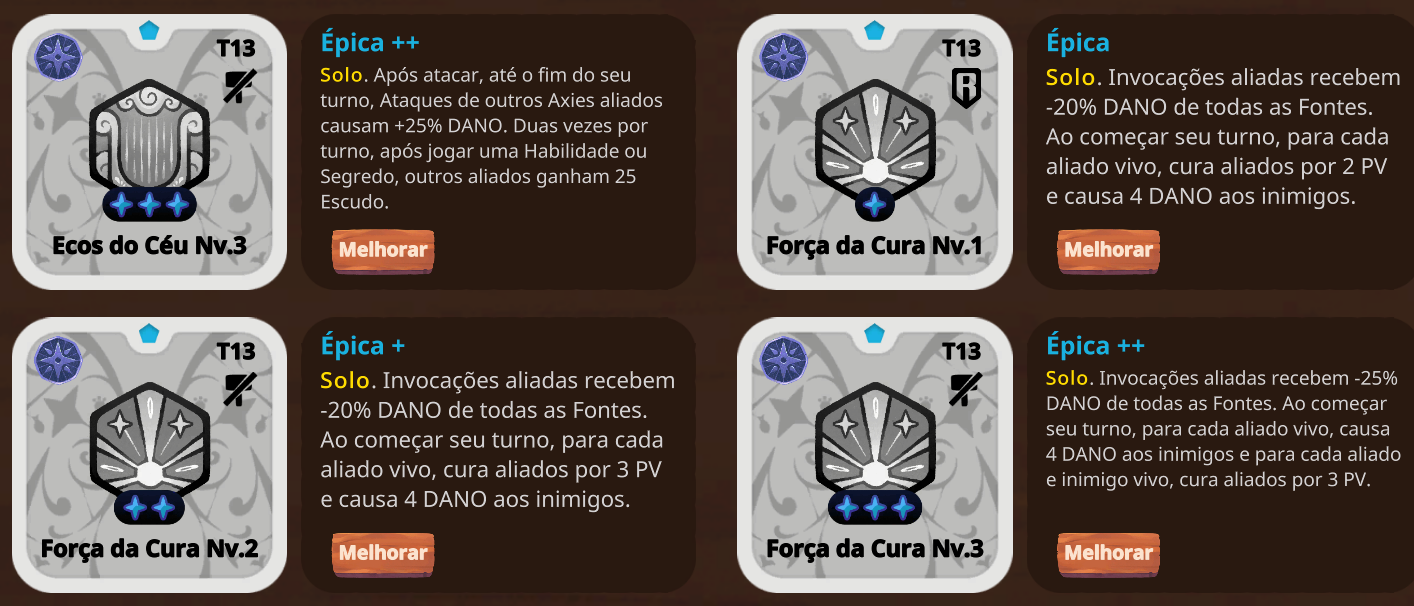 T13
Ecos do Céu Nv.3
Épica ++
Solo. Após atacar, até o fim do seu
turno, Ataques de outros Axies aliados
causam +25% DANO. Duas vezes por
turno, após jogar uma Habilidade ou
Segredo, outros aliados ganham 25
Escudo.
Melhorar
T13
Força da Cura Nv.1
Épica
Solo. Invocações aliadas recebem
-20% DANO de todas as Fontes.
Ao começar seu turno, para cada
aliado vivo, cura aliados por 2 PV
e causa 4 DANO aos inimigos.
Melhorar
T13
Força da Cura Nv.2
Épica +
Solo. Invocações aliadas recebem
-20% DANO de todas as Fontes.
Ao começar seu turno, para cada
aliado vivo, cura aliados por 3 PV
e causa 4 DANO aos inimigos.
Melhorar
T13
Força da Cura Nv.3
Épica ++
Solo. Invocações aliadas recebem -25%
DANO de todas as Fontes. Ao começar
seu turno, para cada aliado vivo, causa
4 DANO aos inimigos e para cada aliado
e inimigo vivo, cura aliados por 3 PV.
Melhorar